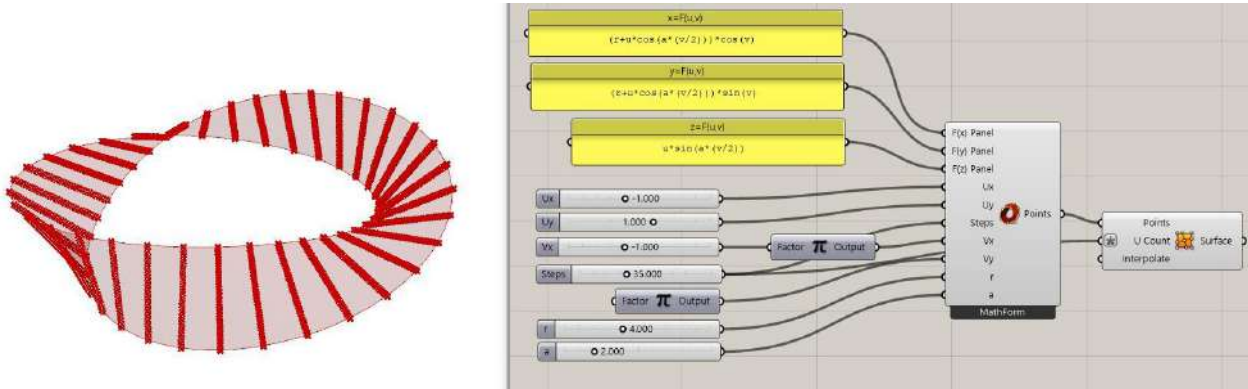 x=F(u,v)
(r+u*cos(a*(v/2)))*cos(v)
y=F(u,v)
(r+u*cos(a*(v/2)))*sin(v)
z=F(u,v)
u*sin(a*(v/2))
F(x) Panel
F(y) Panel
F(z) Panel
Ux
Uy
Steps
Vx
Vy
r
a
Points
MathForm
Ux -1.000
Uy 1.000
Vx -1.000
Steps 35.000
r 4.000
a 2.000
Factor π Output
Factor π Output
Points
U Count
Interpolate
Surface